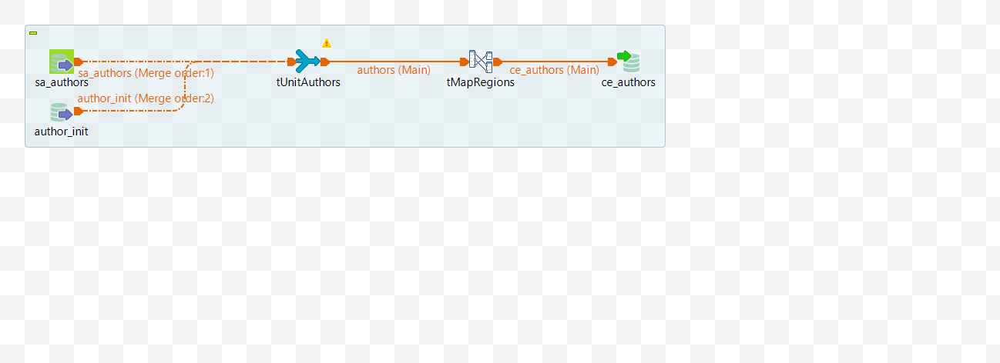 sa_authors (Merge order:1)
sa_authors
author_init (Merge order:2)
author_init
tUnitAuthors
authors (Main)
tMapRegions
ce_authors (Main)
ce_authors